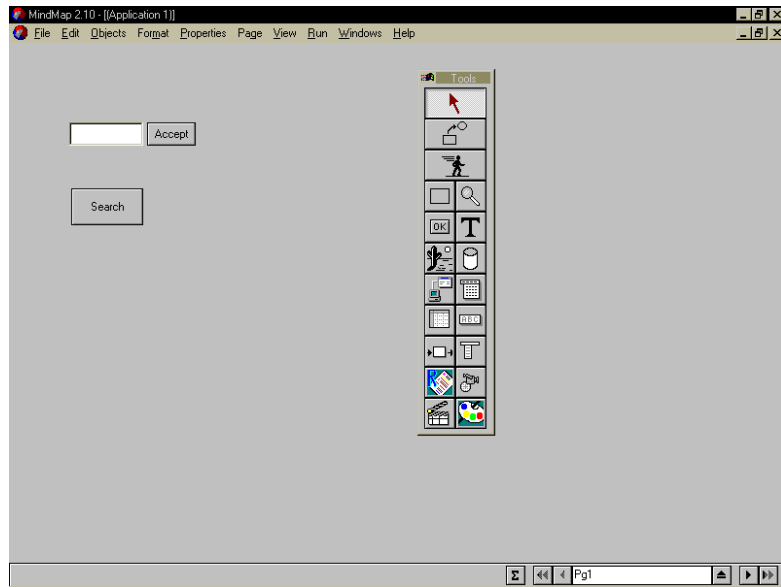 MindMap 2.10 - [(Application 1)]
File Edit Objects Format Properties Page View Run Windows Help
Tools
Accept
Search
OK T
ABC
Σ Pg1